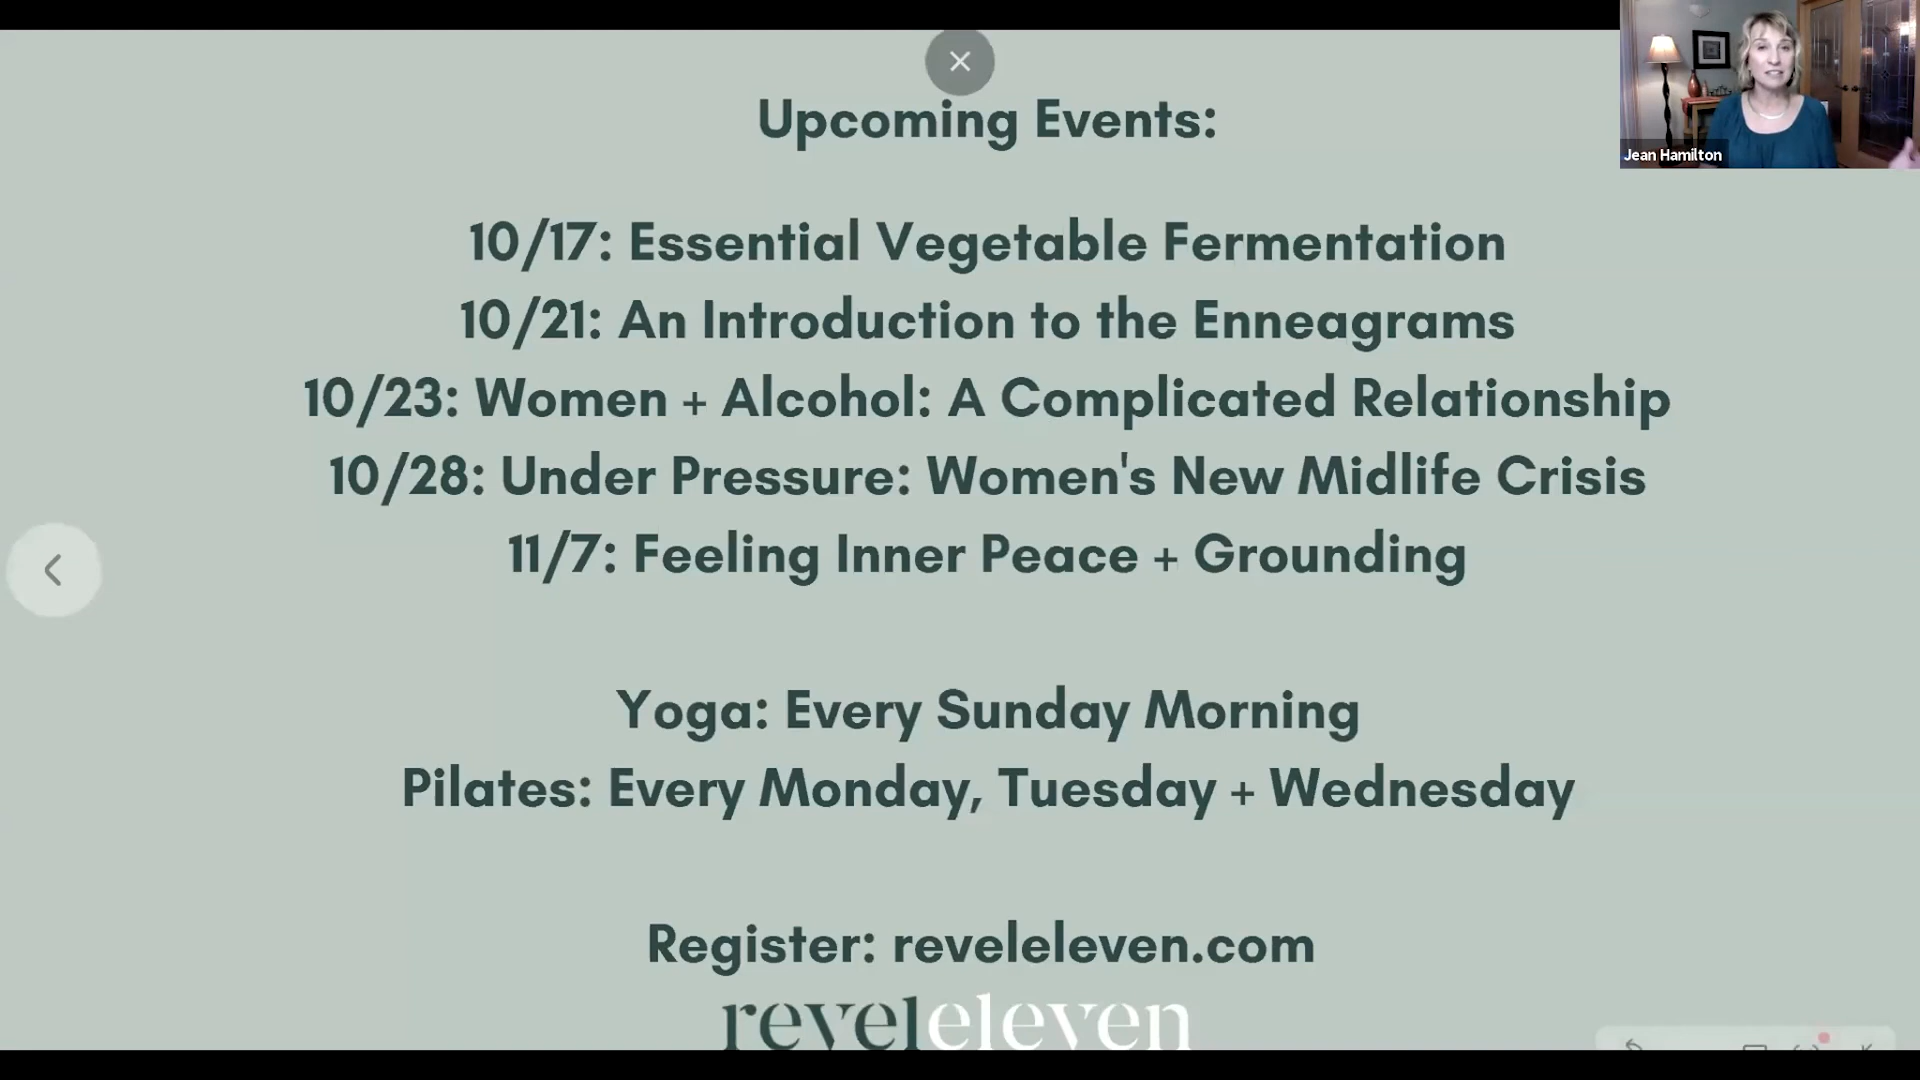 Upcoming Events:
10/17: Essential Vegetable Fermentation
10/21: An Introduction to the Enneagrams
10/23: Women + Alcohol: A Complicated Relationship
10/28: Under Pressure: Women's New Midlife Crisis
11/7: Feeling Inner Peace + Grounding
Yoga: Every Sunday Morning
Pilates: Every Monday, Tuesday + Wednesday
Register: reveleleven.com
reveleleven
Jean Hamilton